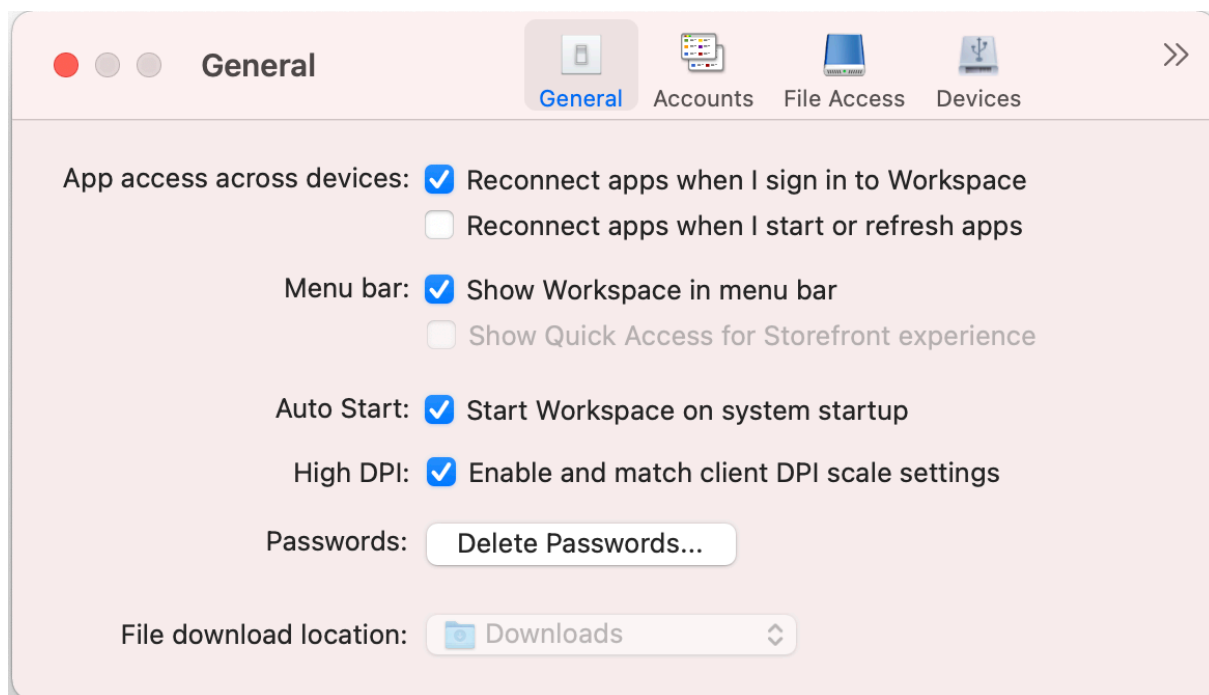 General
General Accounts File Access Devices
App access across devices: Reconnect apps when I sign in to Workspace
Reconnect apps when I start or refresh apps
Menu bar: Show Workspace in menu bar
Show Quick Access for Storefront experience
Auto Start: Start Workspace on system startup
High DPI: Enable and match client DPI scale settings
Passwords: Delete Passwords...
File download location: Downloads